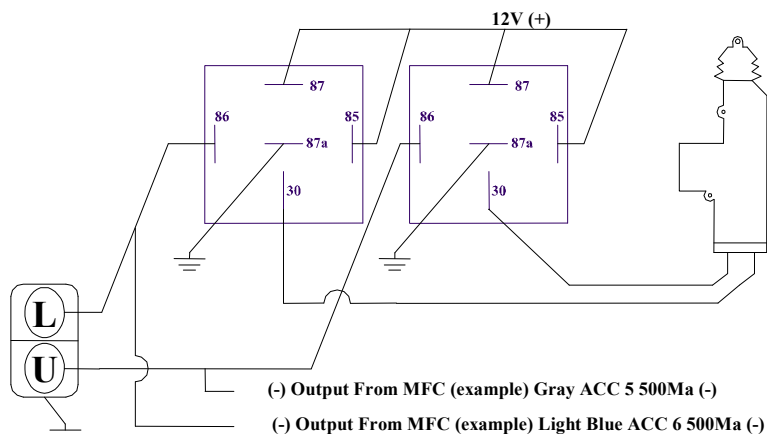 12V (+)
87
87
86
85
86
85
87a
87a
30
30
L
U
(-) Output From MFC (example) Gray ACC 5 500Ma (-)
(-) Output From MFC (example) Light Blue ACC 6 500Ma (-)